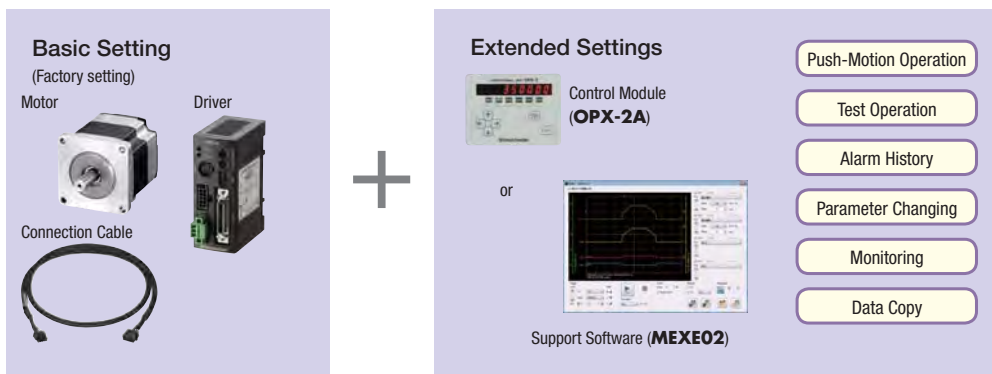 Basic Setting
(Factory setting)
Motor
Driver
Connection Cable
Extended Settings
350000
Control Module
(OPX-2A)
or
Support Software (MEXE02)
Push-Motion Operation
Test Operation
Alarm History
Parameter Changing
Monitoring
Data Copy